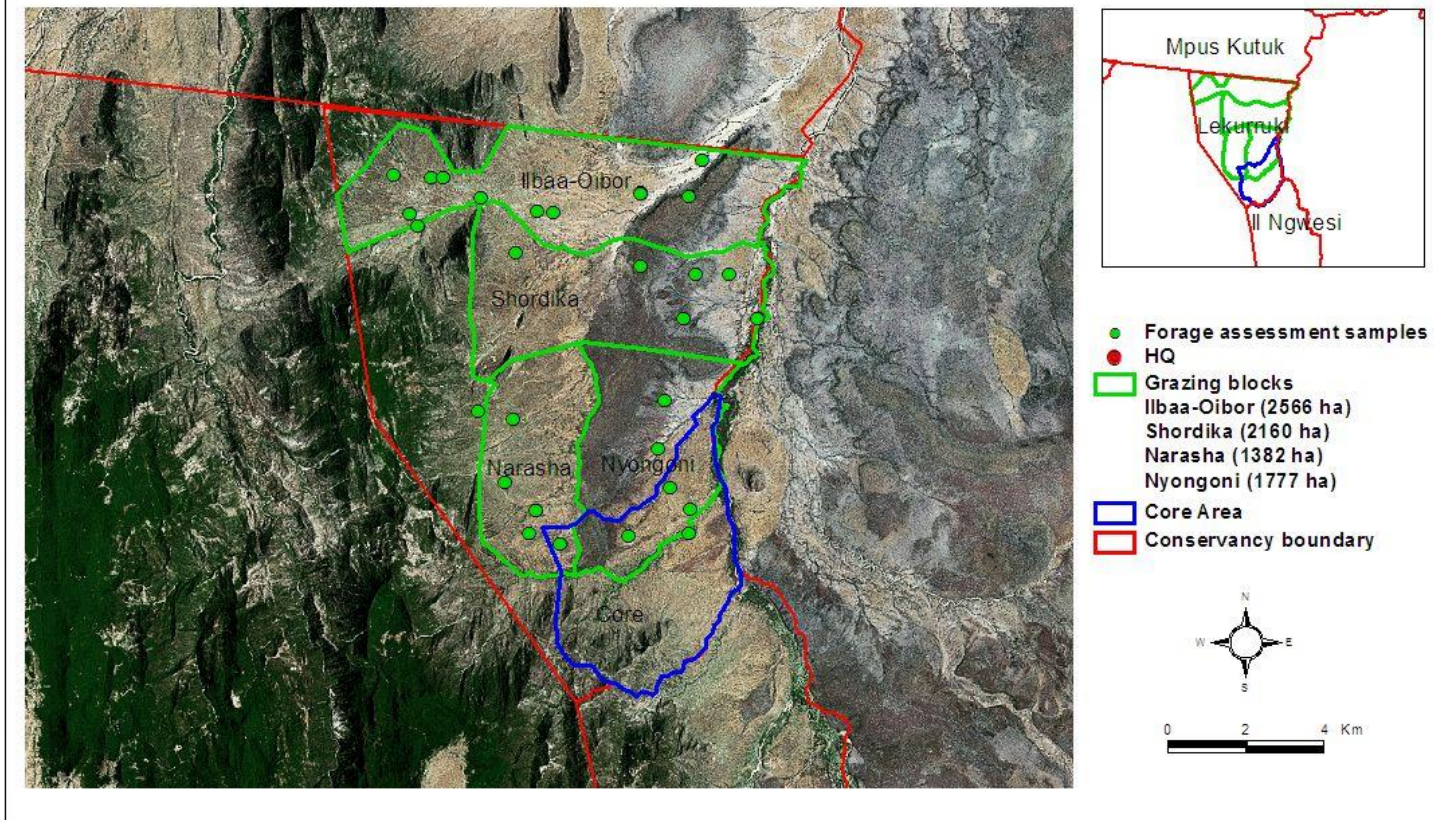 Ilbaa-Oibor
Shordika
Narasha
Nyongoni
Core
Mpus Kutuk
Lekurruki
Il Ngwesi
Forage assessment samples
HQ
Grazing blocks
Ilbaa-Oibor (2566 ha)
Shordika (2160 ha)
Narasha (1382 ha)
Nyongoni (1777 ha)
Core Area
Conservancy boundary
N
W E
S
0 2 4 Km